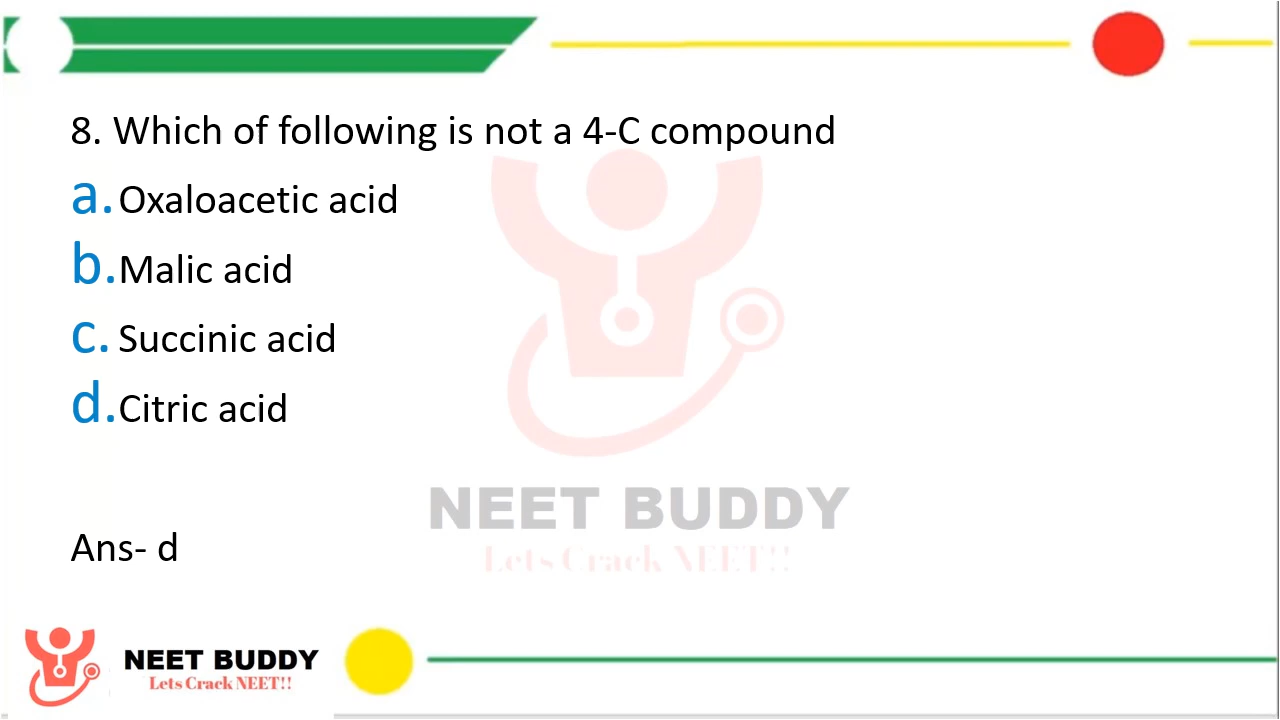 8. Which of following is not a 4-C compound
a. Oxaloacetic acid
b. Malic acid
c. Succinic acid
d. Citric acid
NEET BUDDY
Lets Crack NEET!!
Ans- d
NEET BUDDY
Lets Crack NEET!!